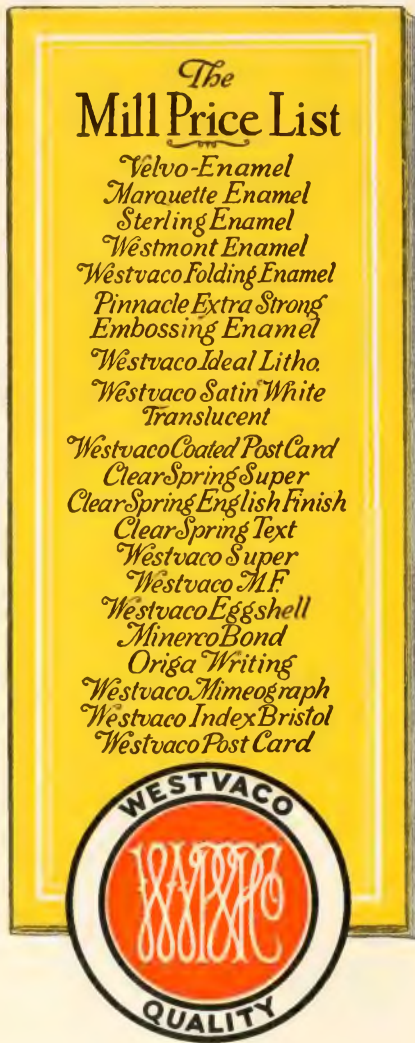 The
Mill Price List
Velvo-Enamel
Marquette Enamel
Sterling Enamel
Westmont Enamel
Westvaco Folding Enamel
Pinnacle Extra Strong
Embossing Enamel
Westvaco Ideal Litho.
Westvaco Satin White
Translucent
Westvaco Coated Post Card
Clear Spring Super
Clear Spring English Finish
Clear Spring Text
Westvaco Super
Westvaco M.F.
Westvaco Eggshell
Minerco Bond
Origa Writing
Westvaco Mimeograph
Westvaco Index Bristol
Westvaco Post Card
WESTVACO
QUALITY